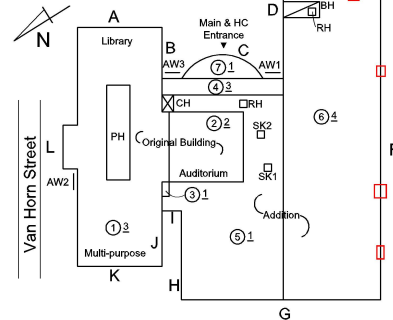 A
N
Library
B
Main & HC
Entrance
C
D
BH
RH
AW3
7 1
AW1
4 3
CH
RH
2 2
SK2
PH
Original Building
6 4
L
Van Horn Street
AW2
Auditorium
SK1
F
3 1
Addition
1 3
J
I
5 1
Multi-purpose
K
H
G